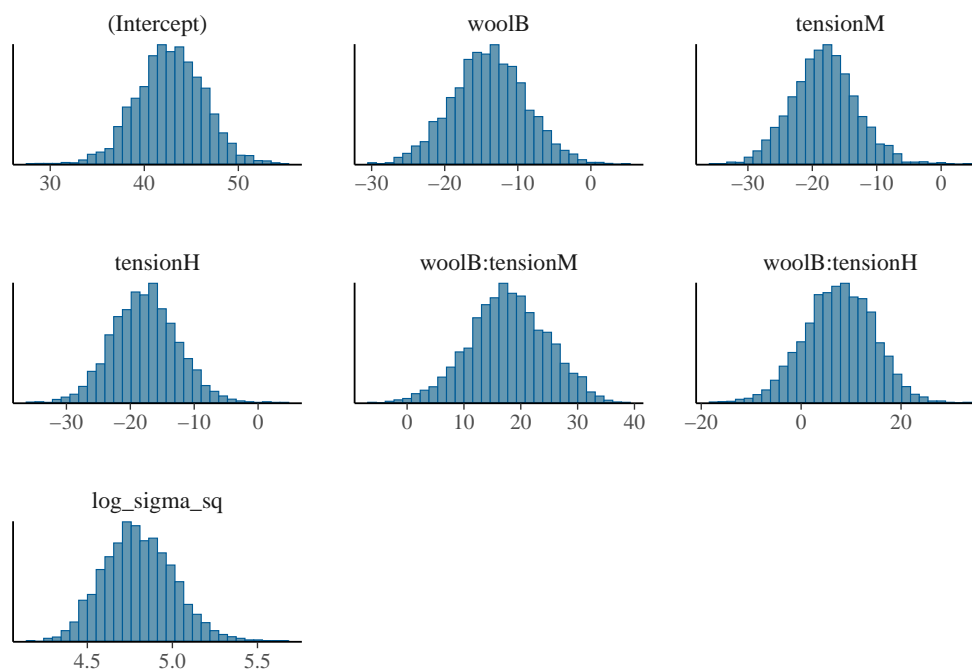 (Intercept) woolB tensionM
30 40 50 −30 −20 −10 0 −30 −20 −10 0
tensionH woolB:tensionM woolB:tensionH
−30 −20 −10 0 0 10 20 30 40 −20 0 20
log_sigma_sq
4.5 5.0 5.5